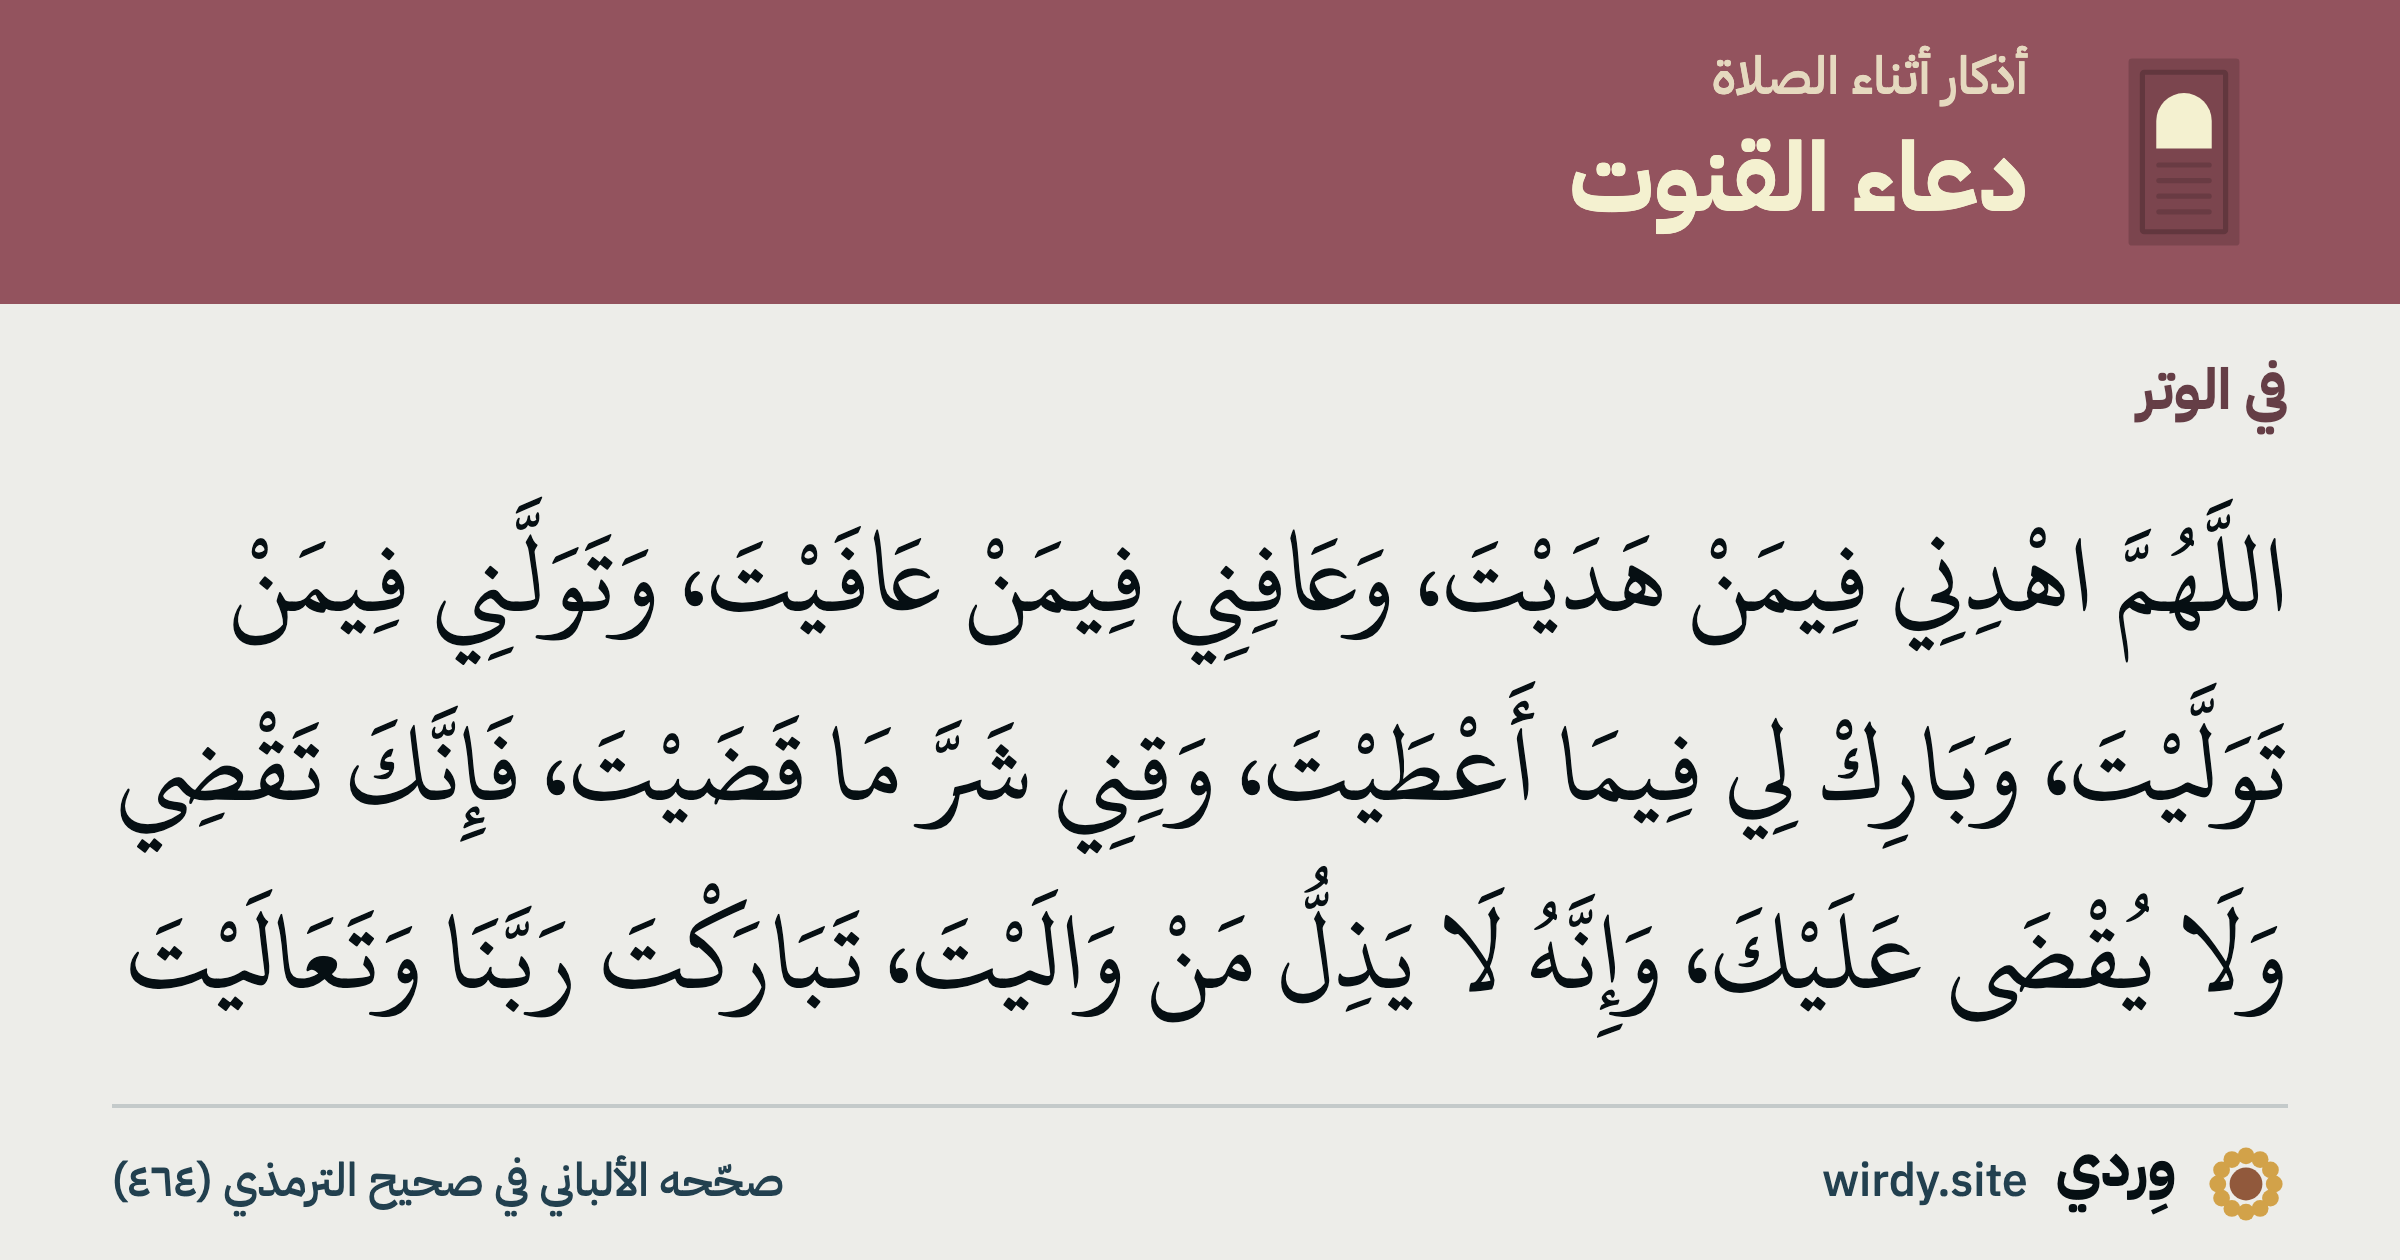 أذكار أثناء الصلاة
دعاء القنوت
في الوتر
اللَّهُمَّ اهْدِنِي فِيمَنْ هَدَيْتَ، وَعَافِنِي فِيمَنْ عَافَيْتَ، وَتَوَلَّنِي فِيمَنْ
تَوَلَّيْتَ، وَبَارِكْ لِي فِيمَا أَعْطَيْتَ، وَقِنِي شَرَّ مَا قَضَيْتَ، فَإِنَّكَ تَقْضِي
وَلَا يُقْضَى عَلَيْكَ، وَإِنَّهُ لَا يَذِلُّ مَنْ وَالَيْتَ، تَبَارَكْتَ رَبَّنَا وَتَعَالَيْتَ
وِردي wirdy.site
صحّحه الألباني في صحيح الترمذي (٤٦٤)